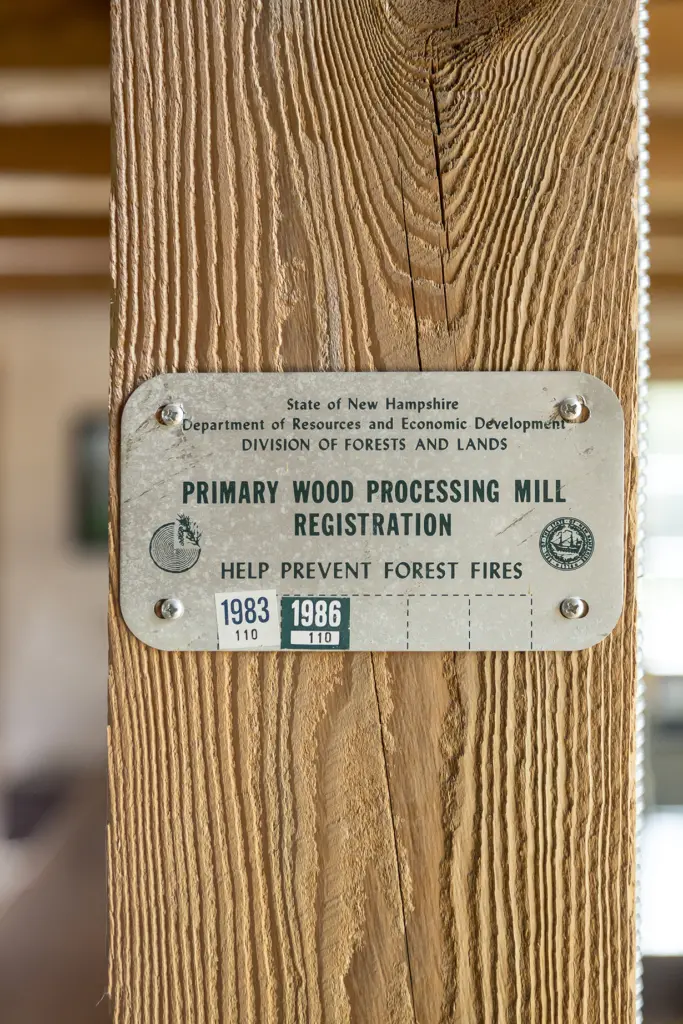 State of New Hampshire
Department of Resources and Economic Development
DIVISION OF FORESTS AND LANDS
PRIMARY WOOD PROCESSING MILL
REGISTRATION
HELP PREVENT FOREST FIRES
1983 1986
110 110